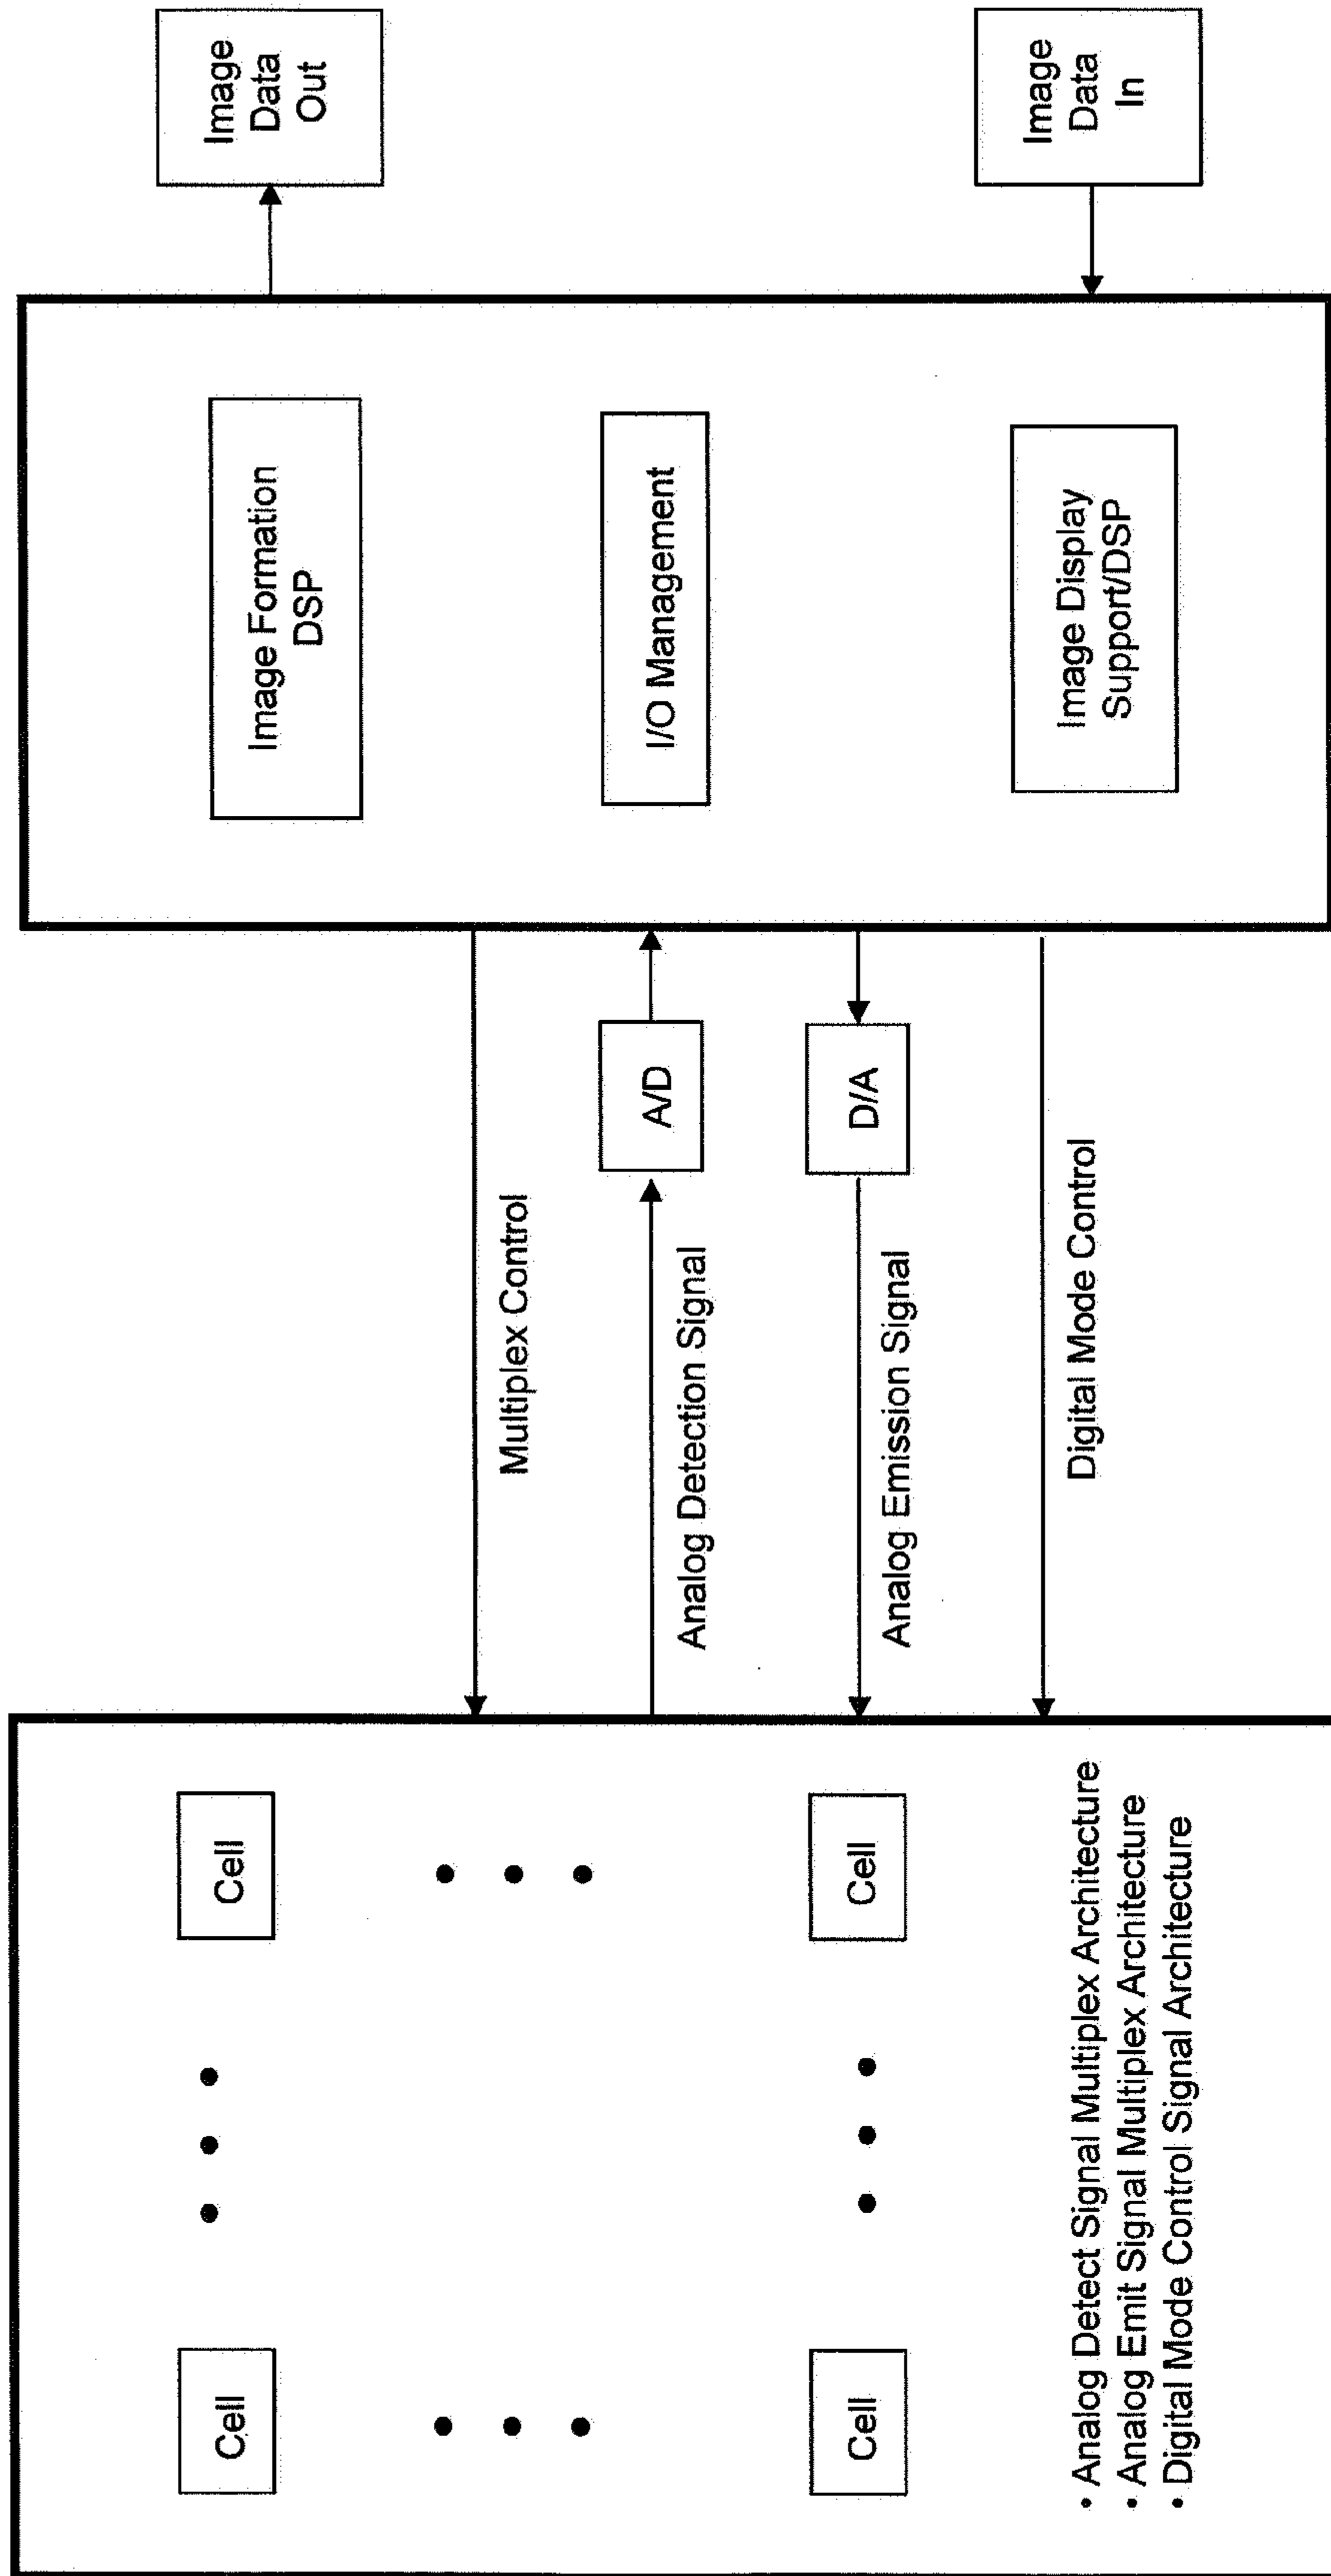 Cell
Cell
Cell
Cell
• Analog Detect Signal Multiplex Architecture
• Analog Emit Signal Multiplex Architecture
• Digital Mode Control Signal Architecture
Multiplex Control
Analog Detection Signal
A/D
Analog Emission Signal
D/A
Digital Mode Control
Image Formation
DSP
I/O Management
Image Display
Support/DSP
Image
Data
Out
Image
Data
In